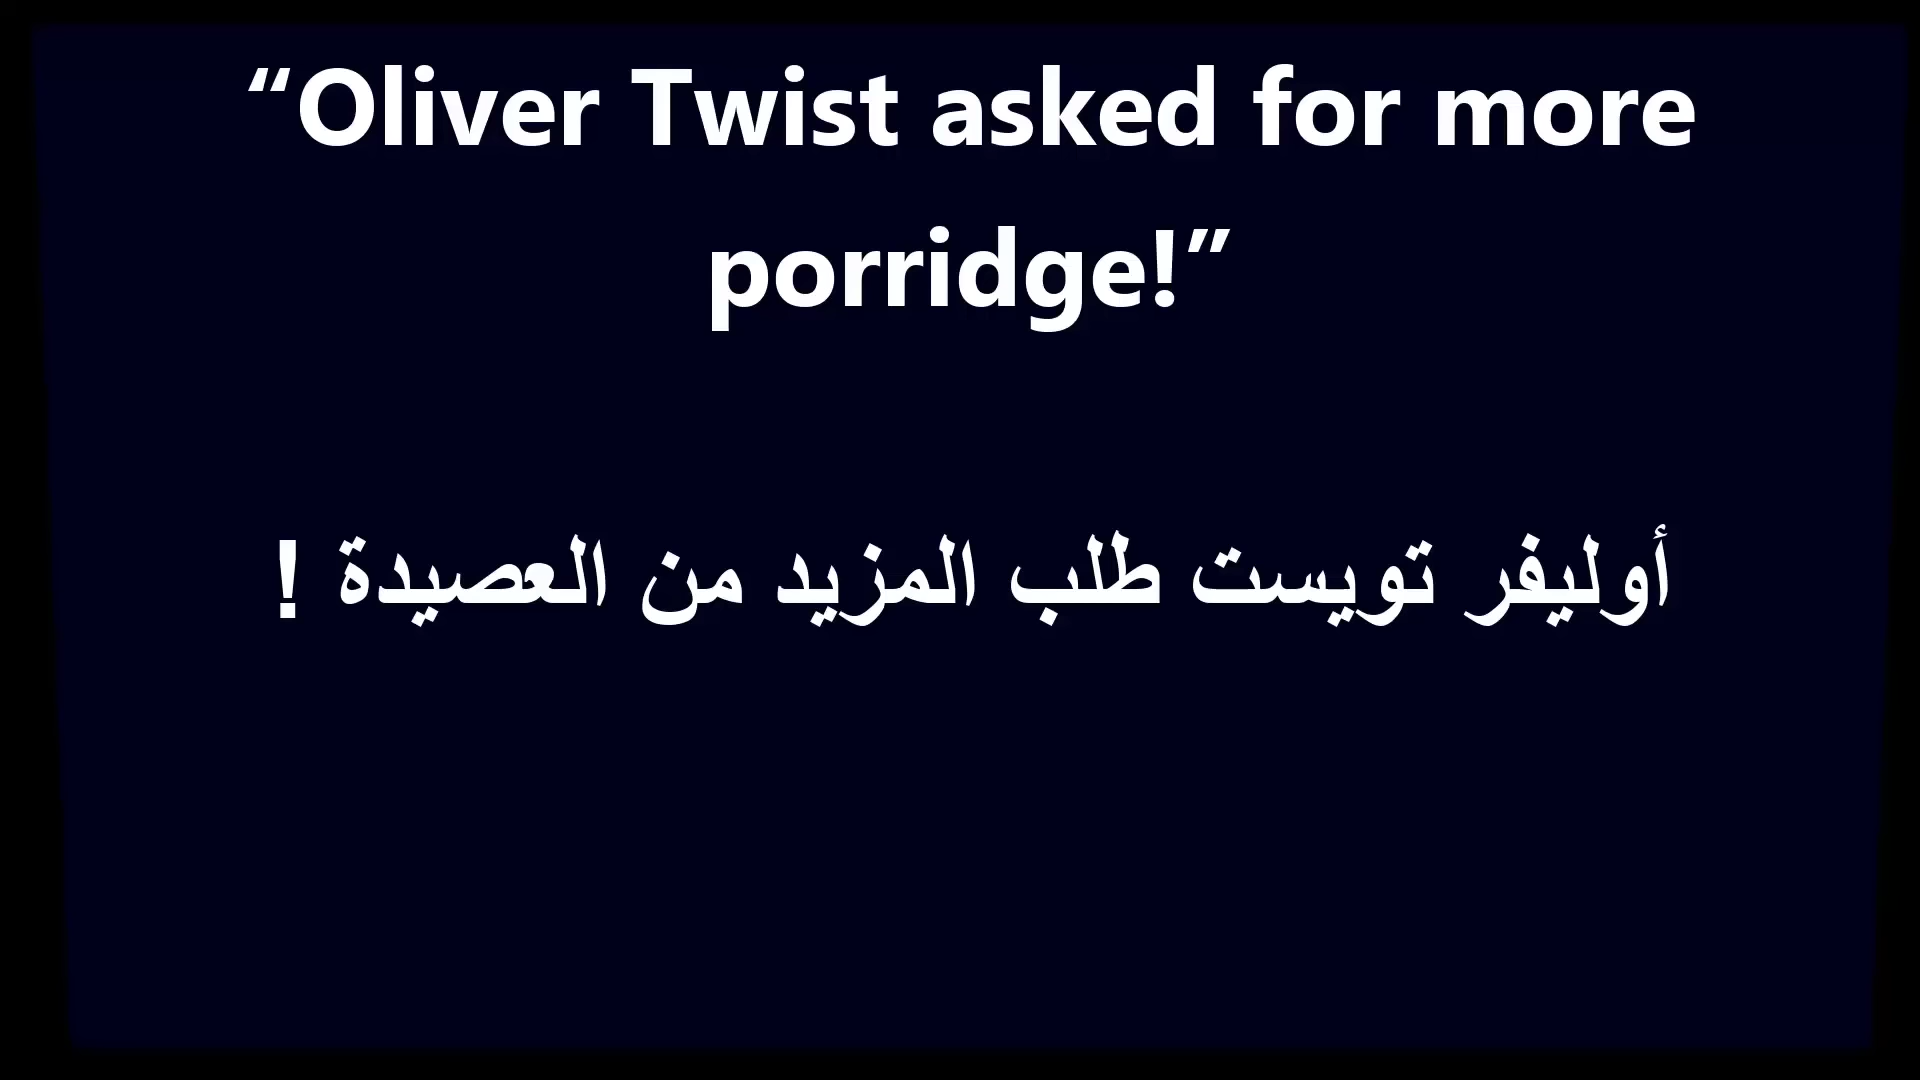 “Oliver Twist asked for more
porridge!”
أوليفر تويست طلب المزيد من العصيدة !